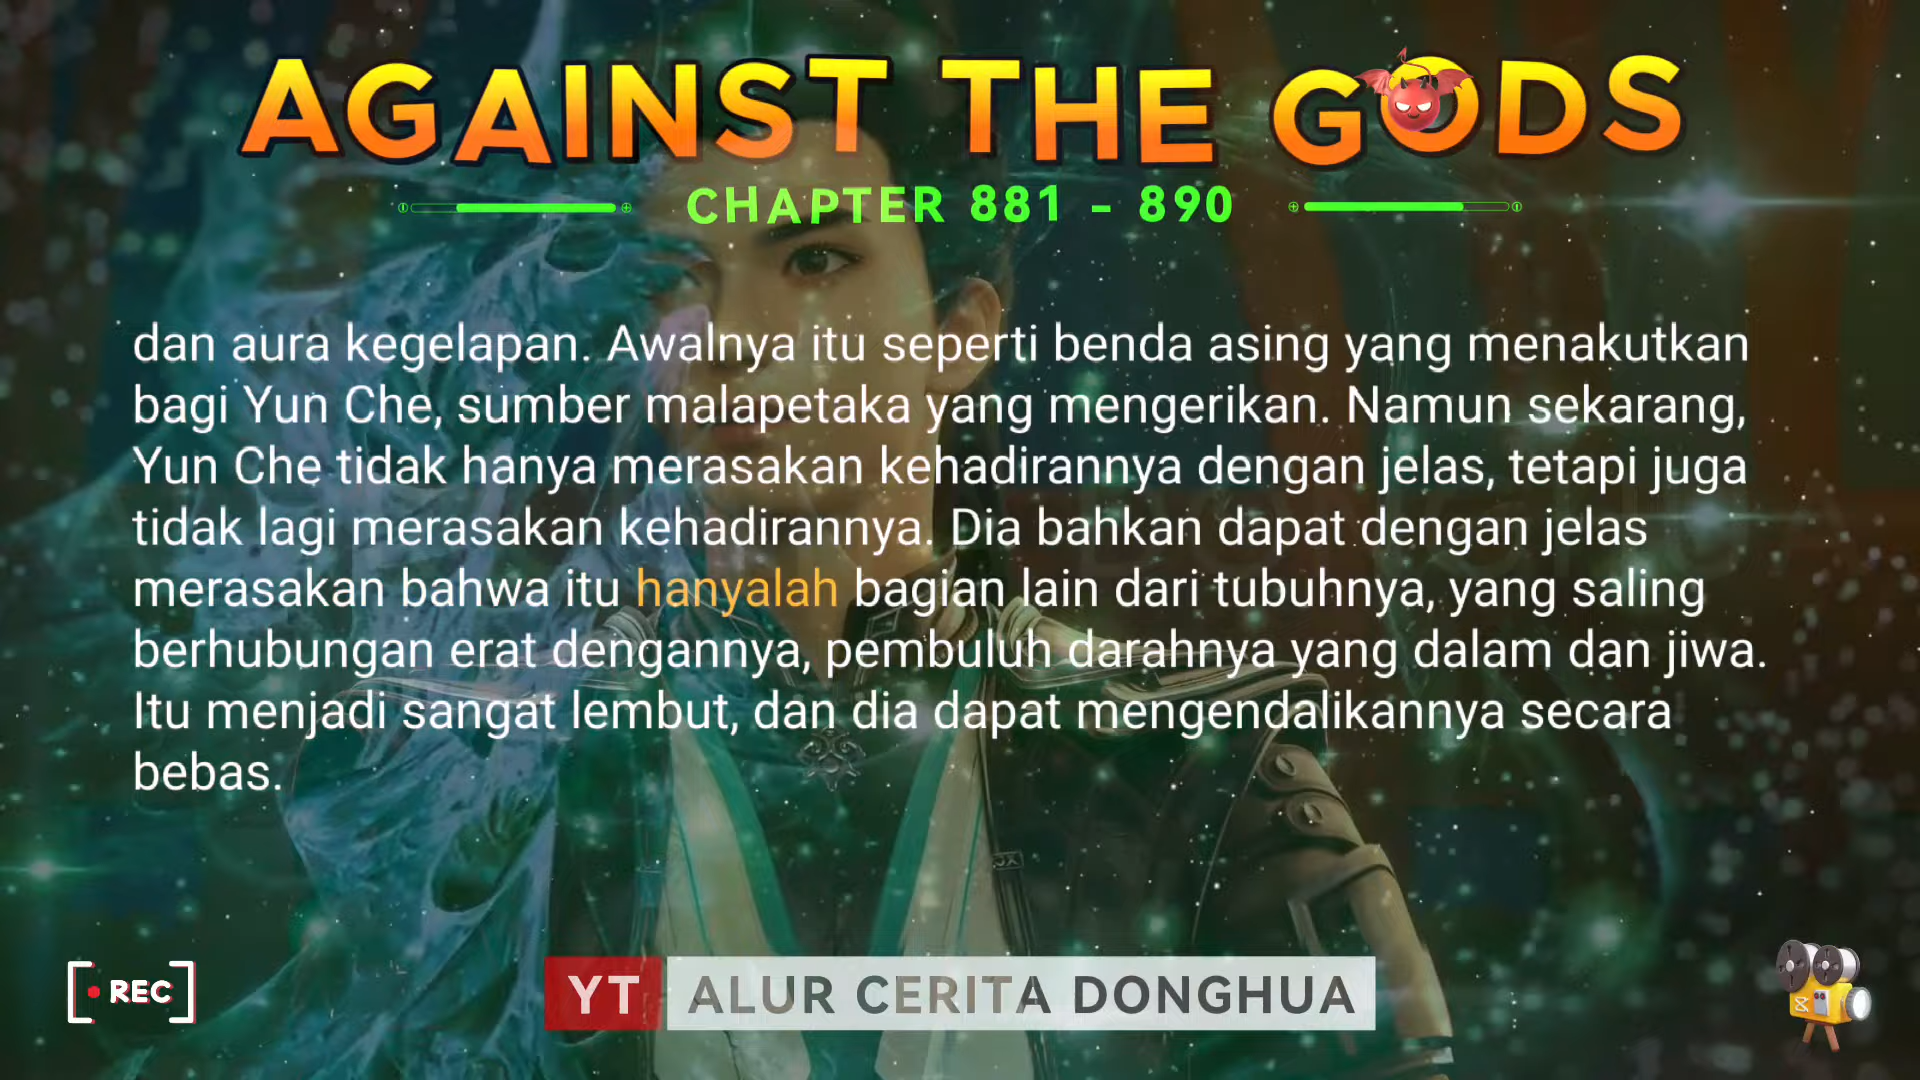 AGAINST THE GODS
CHAPTER 881 - 890
dan aura kegelapan. Awalnya itu seperti benda asing yang menakutkan
bagi Yun Che, sumber malapetaka yang mengerikan. Namun sekarang,
Yun Che tidak hanya merasakan kehadirannya dengan jelas, tetapi juga
tidak lagi merasakan kehadirannya. Dia bahkan dapat dengan jelas
merasakan bahwa itu hanyalah bagian lain dari tubuhnya, yang saling
berhubungan erat dengannya, pembuluh darahnya yang dalam dan jiwa.
Itu menjadi sangat lembut, dan dia dapat mengendalikannya secara
bebas.
REC
YT ALUR CERITA DONGHUA